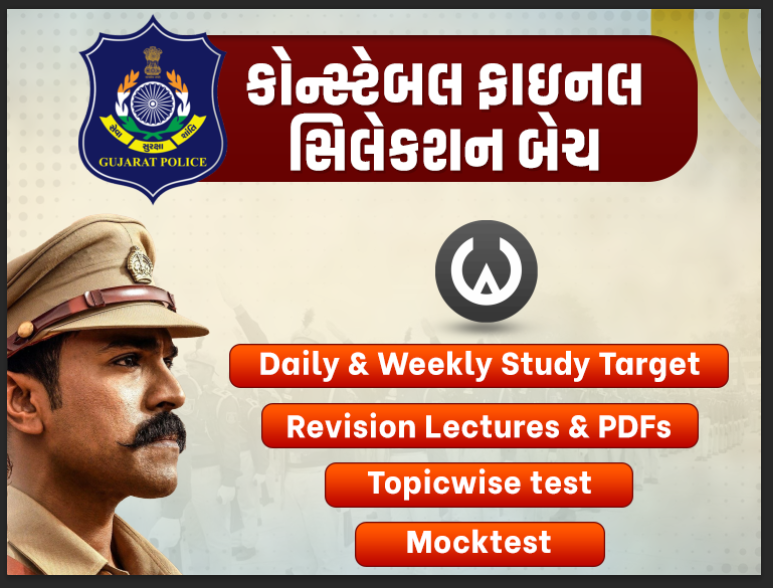 કોન્સ્ટેબલ ફાઇનલ
સિલેકશન બેચ
સેવા
સુરક્ષા
શાંતિ
GUJARAT POLICE
Daily & Weekly Study Target
Revision Lectures & PDFs
Topicwise test
Mocktest